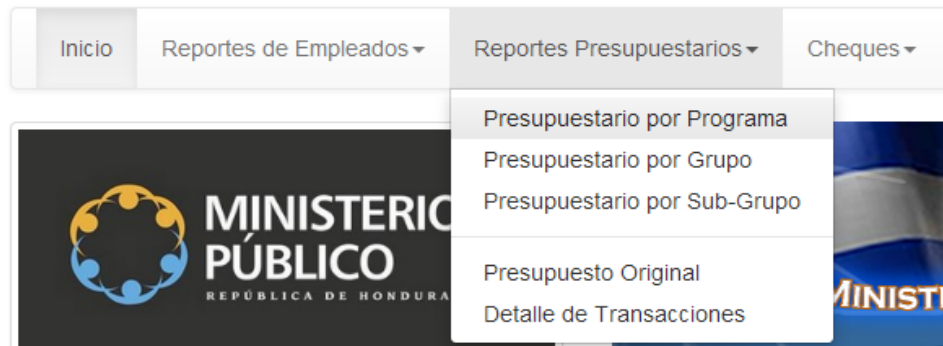 Inicio Reportes de Empleados Reportes Presupuestarios Cheques
Presupuestario por Programa
Presupuestario por Grupo
Presupuestario por Sub-Grupo
Presupuesto Original
Detalle de Transacciones
MINISTERIO
PÚBLICO
REPÚBLICA DE HONDURA
MINIST